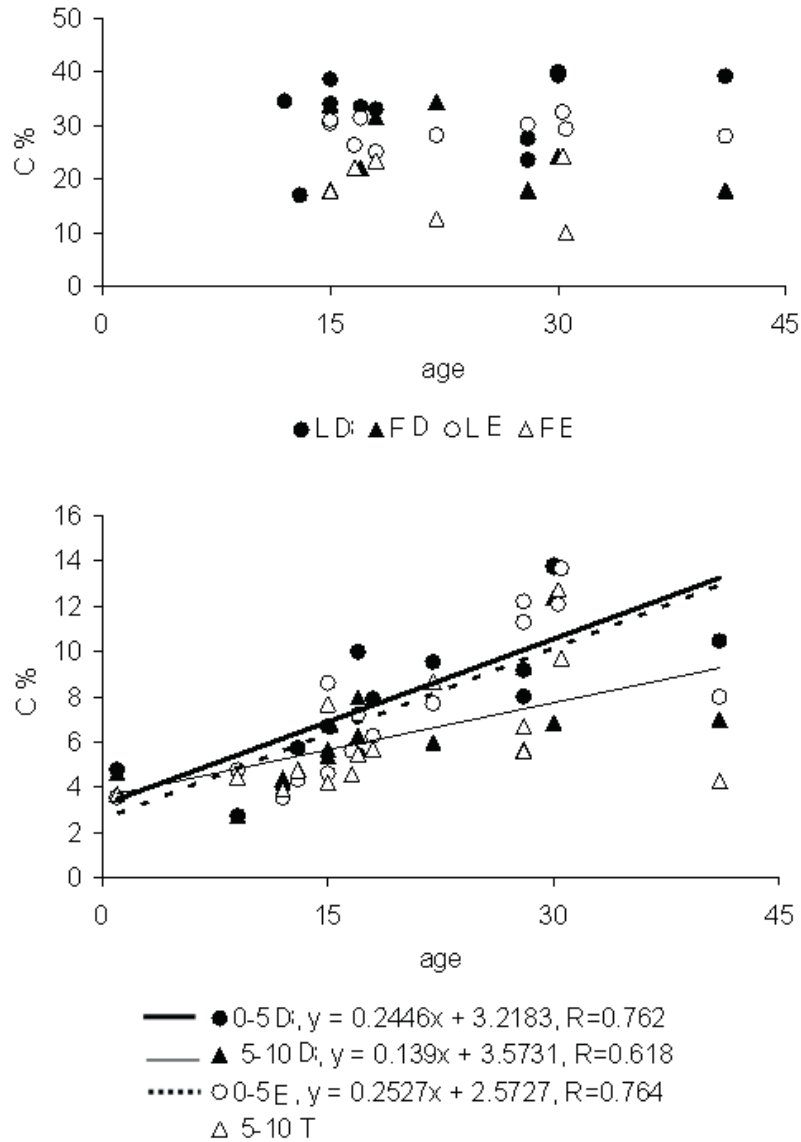 50
40
30
20
10
0
C %
0 15 30 45
age
L D: F D L E F E
16
14
12
10
8
6
4
2
0
C %
0 15 30 45
age
0-5 D:, y = 0.2446x + 3.2183, R=0.762
5-10 D:, y = 0.139x + 3.5731, R=0.618
0-5 E, y = 0.2527x + 2.5727, R=0.764
5-10 T